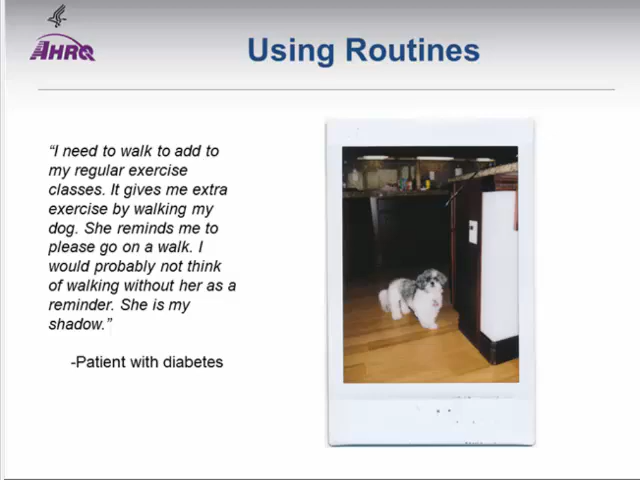 AHRQ
Using Routines
“I need to walk to add to
my regular exercise
classes. It gives me extra
exercise by walking my
dog. She reminds me to
please go on a walk. I
would probably not think
of walking without her as a
reminder. She is my
shadow.”
-Patient with diabetes